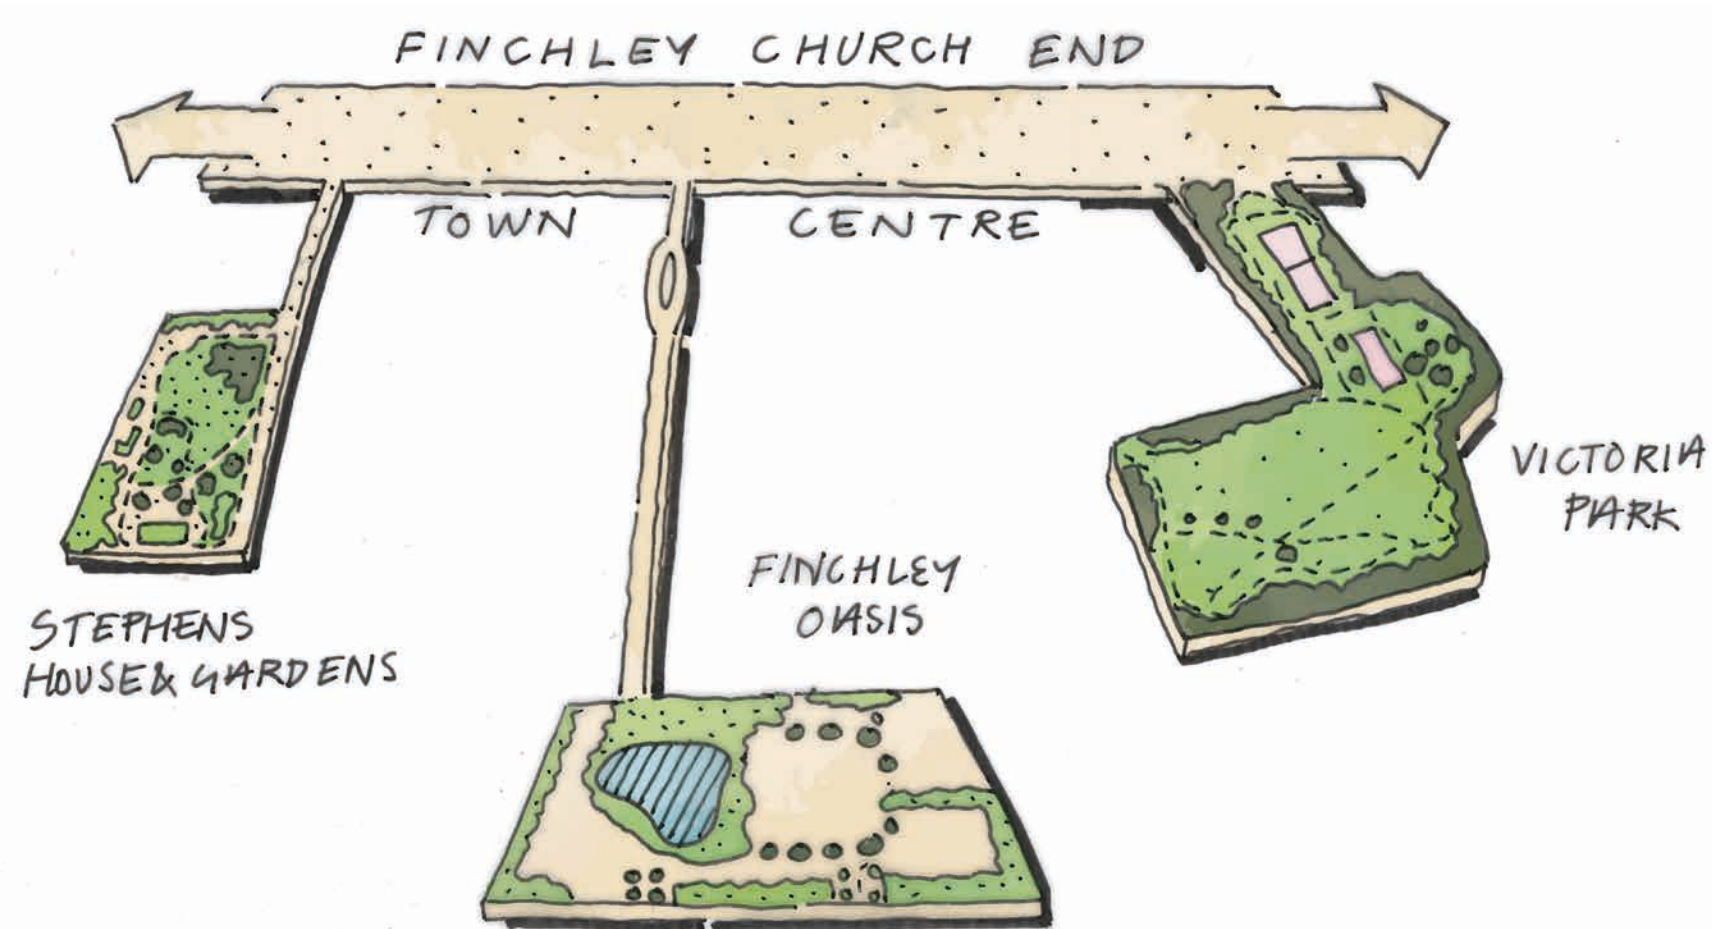 FINCHLEY CHURCH END
TOWN CENTRE
VICTORIA
PARK
FINCHLEY
OASIS
STEPHENS
HOUSE & GARDENS